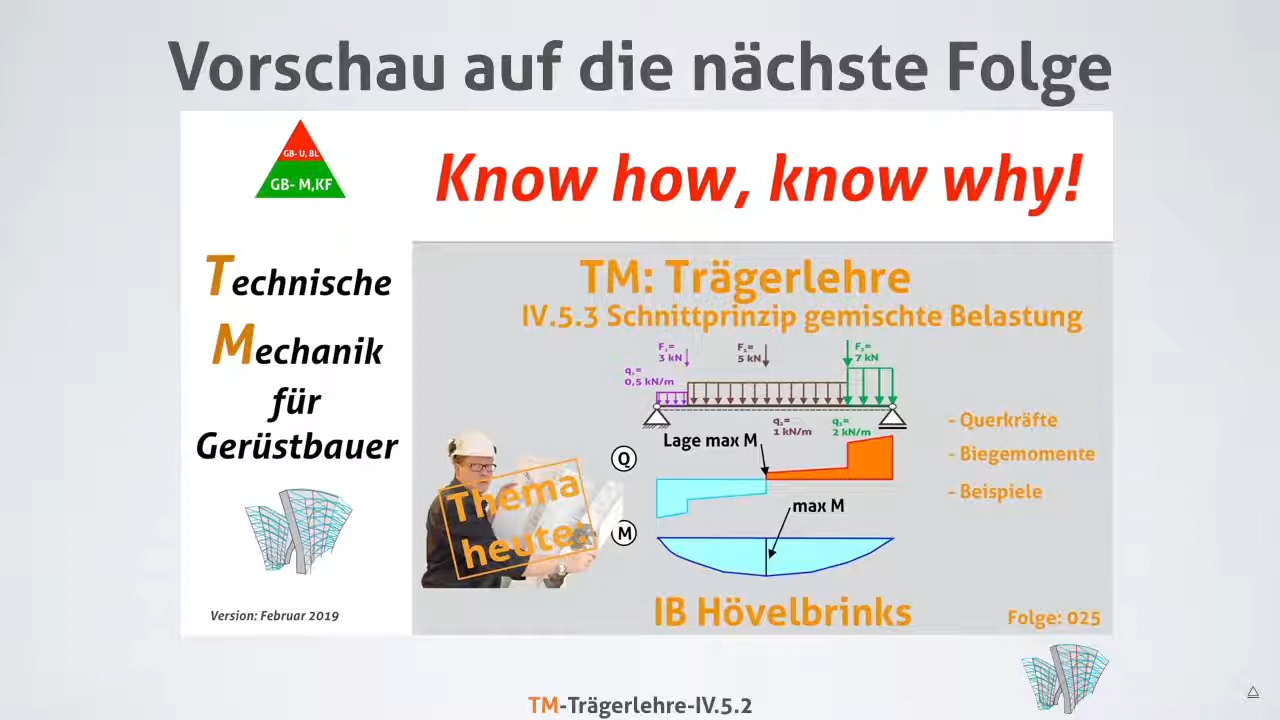 Vorschau auf die nächste Folge
GB- U, BL
GB- M,KF
Know how, know why!
Technische
Mechanik
für
Gerüstbauer
Version: Februar 2019
TM: Trägerlehre
IV.5.3 Schnittprinzip gemischte Belastung
F₁=
3 kN
F₂=
5 kN
F₃=
7 kN
q₁=
0,5 kN/m
q₂=
1 kN/m
q₃=
2 kN/m
Lage max M
Q
max M
M
- Querkräfte
- Biegemomente
- Beispiele
Thema
heute:
IB Hövelbrinks
Folge: 025
TM-Trägerlehre-IV.5.2